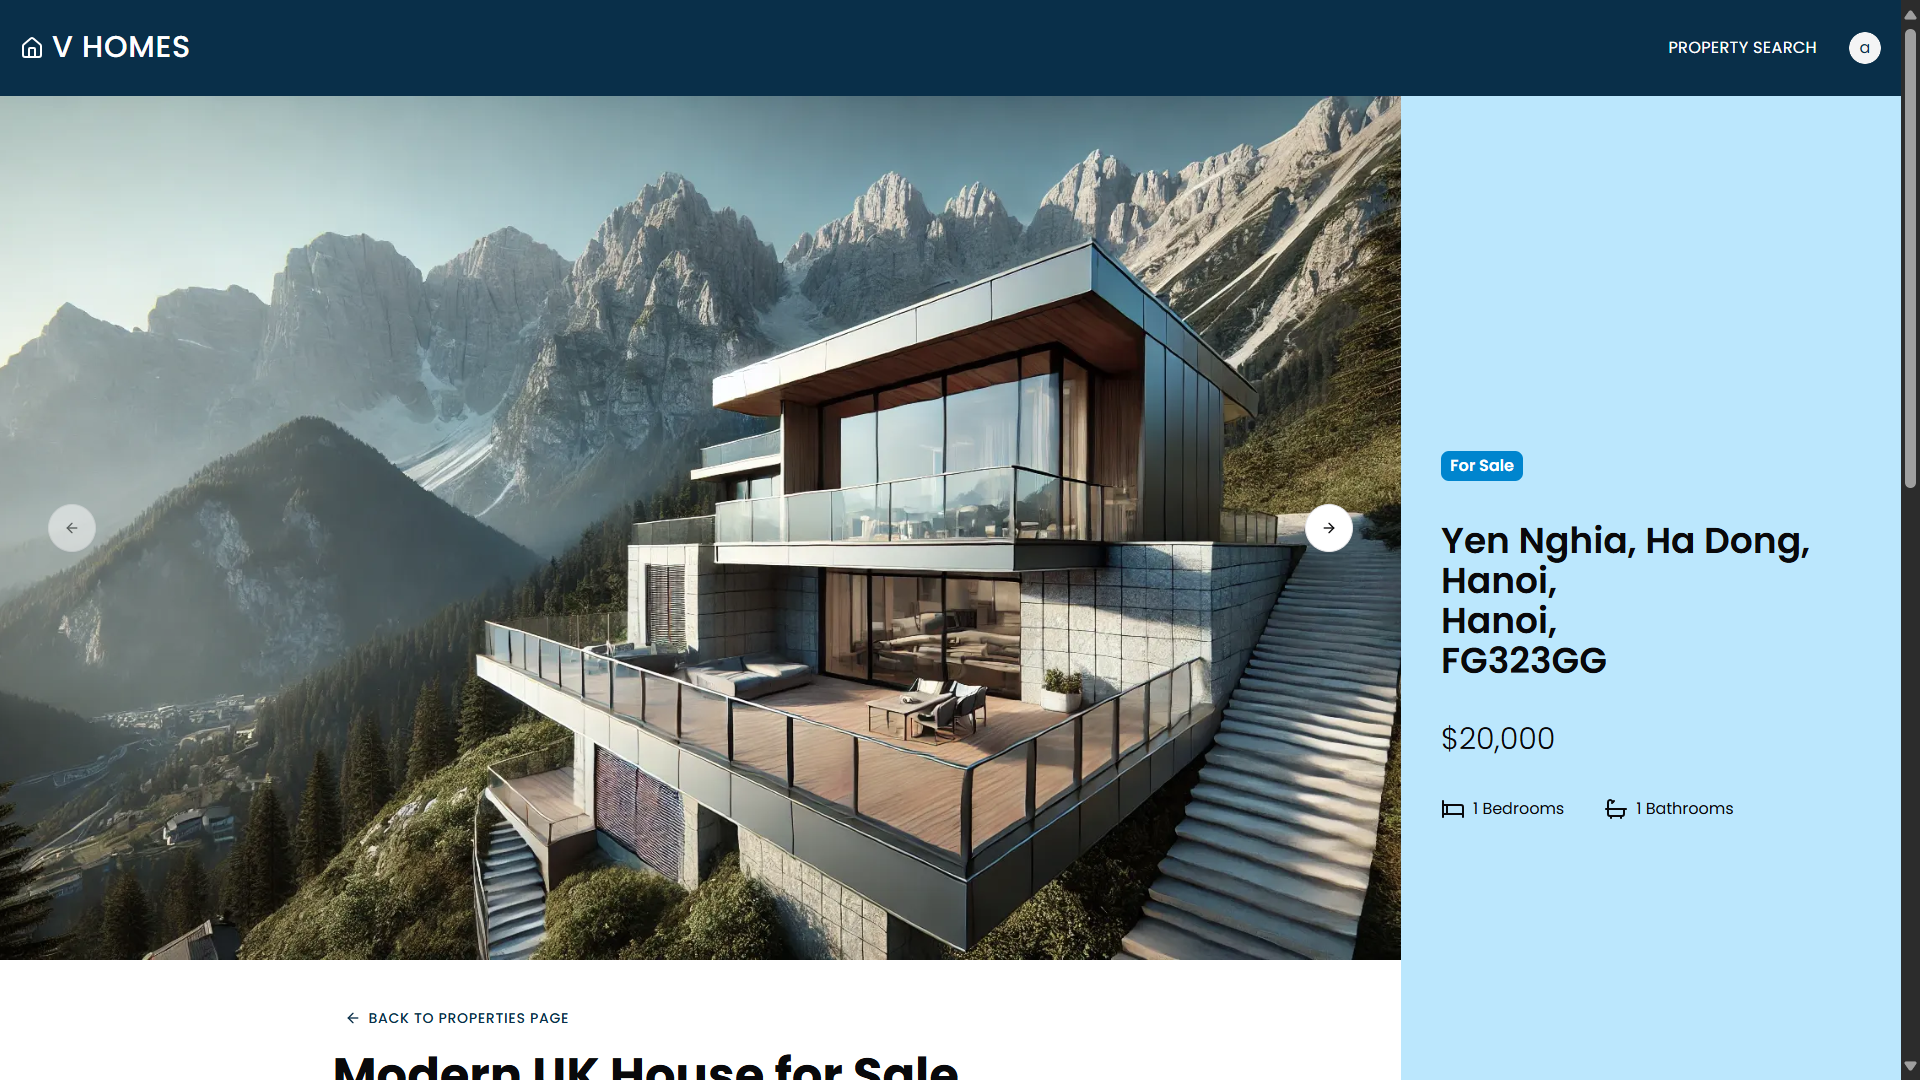 V HOMES
PROPERTY SEARCH
a
For Sale
Yen Nghia, Ha Dong,
Hanoi,
Hanoi,
FG323GG
$20,000
1 Bedrooms
1 Bathrooms
BACK TO PROPERTIES PAGE
Modern UK House for Sale